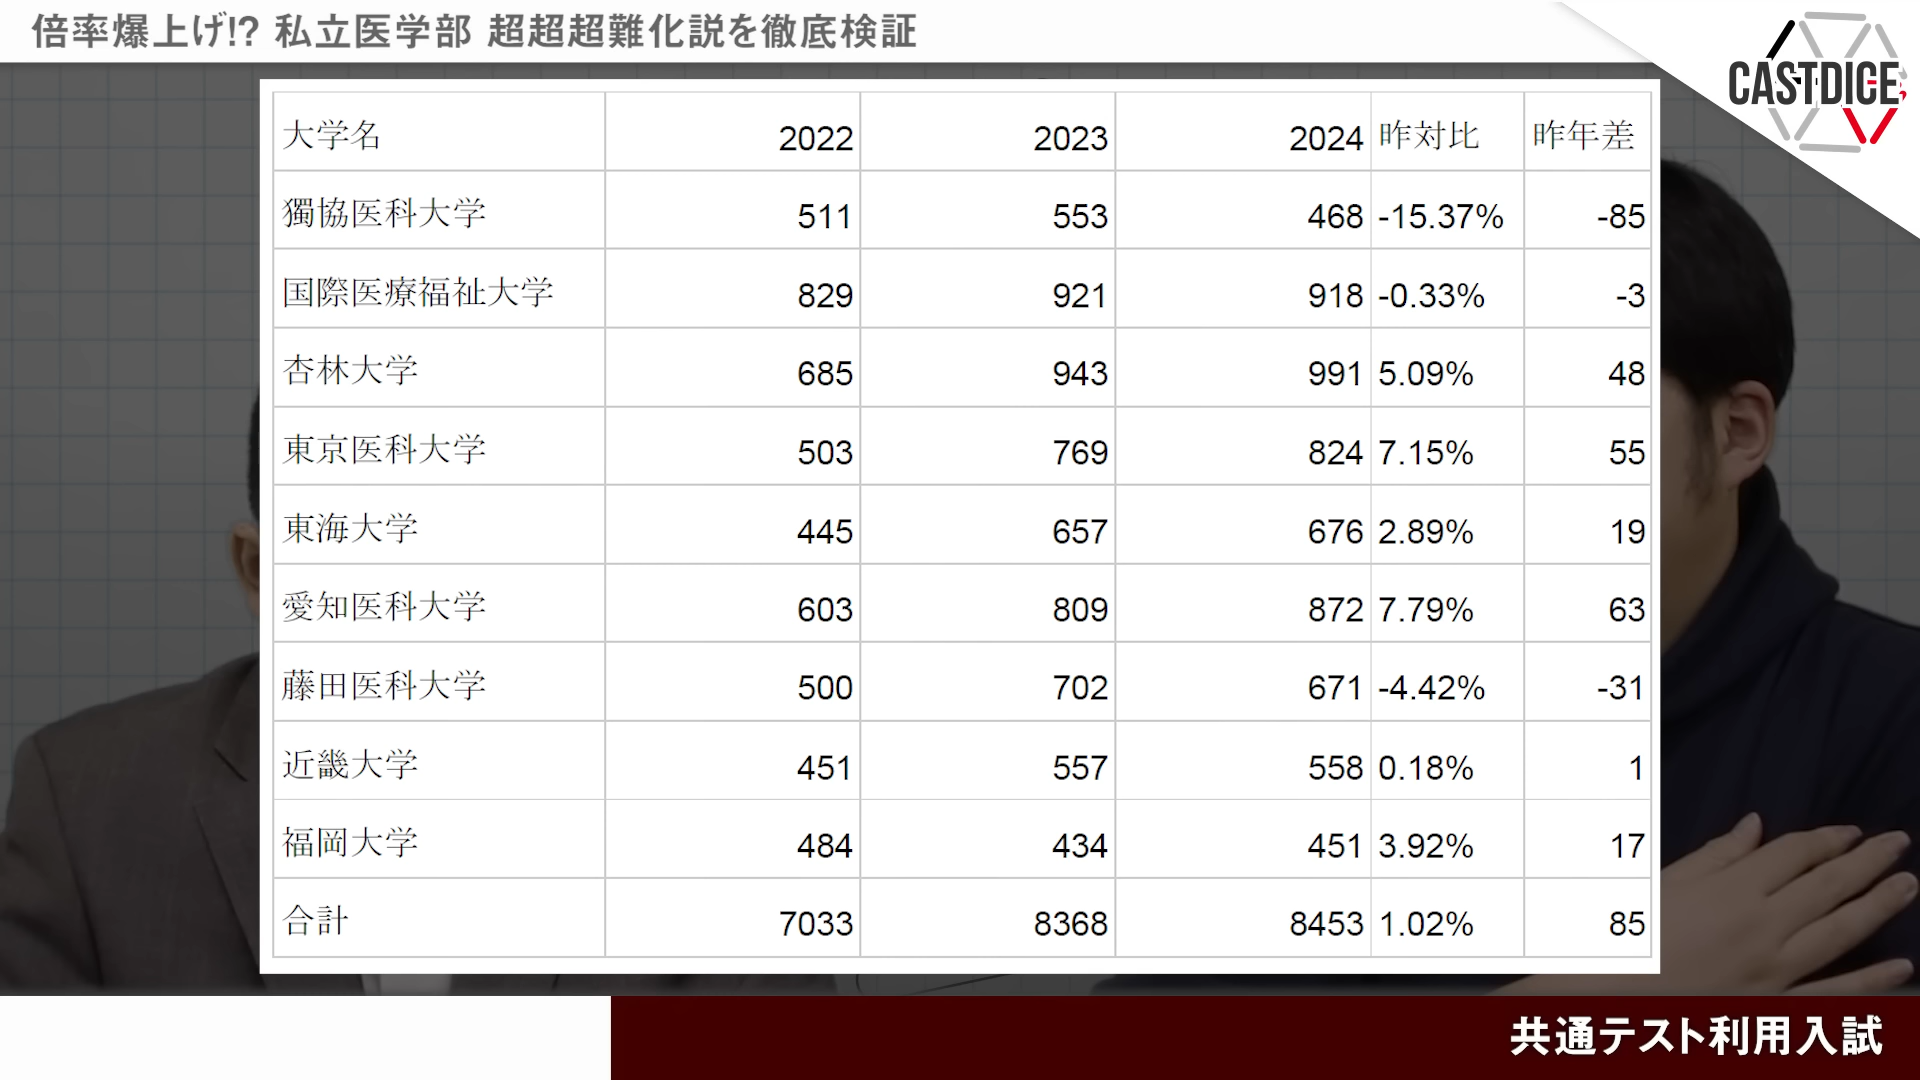 倍率爆上げ!? 私立医学部 超超超難化説を徹底検証
CASTDICE
大学名 2022 2023 2024 昨対比 昨年差
獨協医科大学 511 553 468 -15.37% -85
国際医療福祉大学 829 921 918 -0.33% -3
杏林大学 685 943 991 5.09% 48
東京医科大学 503 769 824 7.15% 55
東海大学 445 657 676 2.89% 19
愛知医科大学 603 809 872 7.79% 63
藤田医科大学 500 702 671 -4.42% -31
近畿大学 451 557 558 0.18% 1
福岡大学 484 434 451 3.92% 17
合計 7033 8368 8453 1.02% 85
共通テスト利用入試